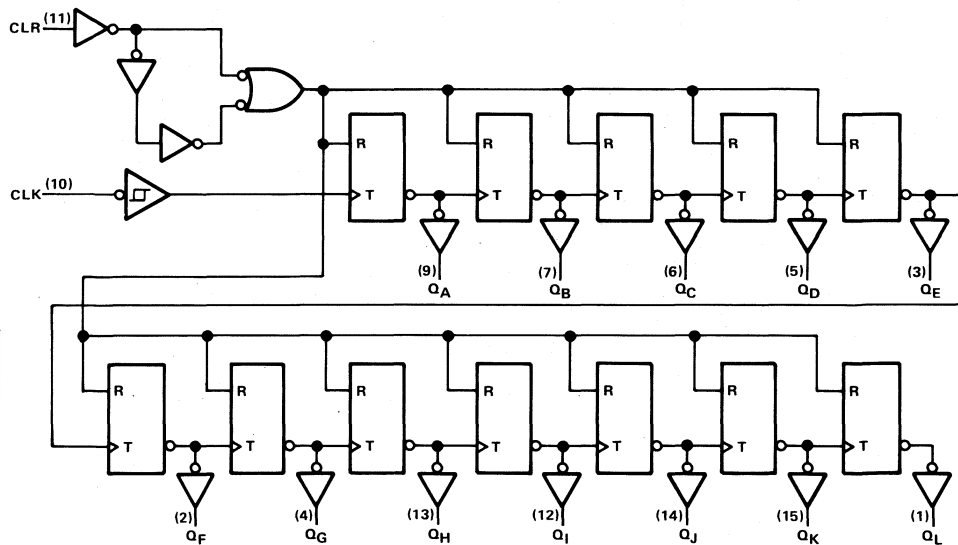 CLR (11)
R R R R R
CLK (10)
T T T T T
(9) (7) (6) (5) (3)
QA QB QC QD QE
R R R R R R R
T T T T T T T
(2) (4) (13) (12) (14) (15) (1)
QF QG QH QI QJ QK QL